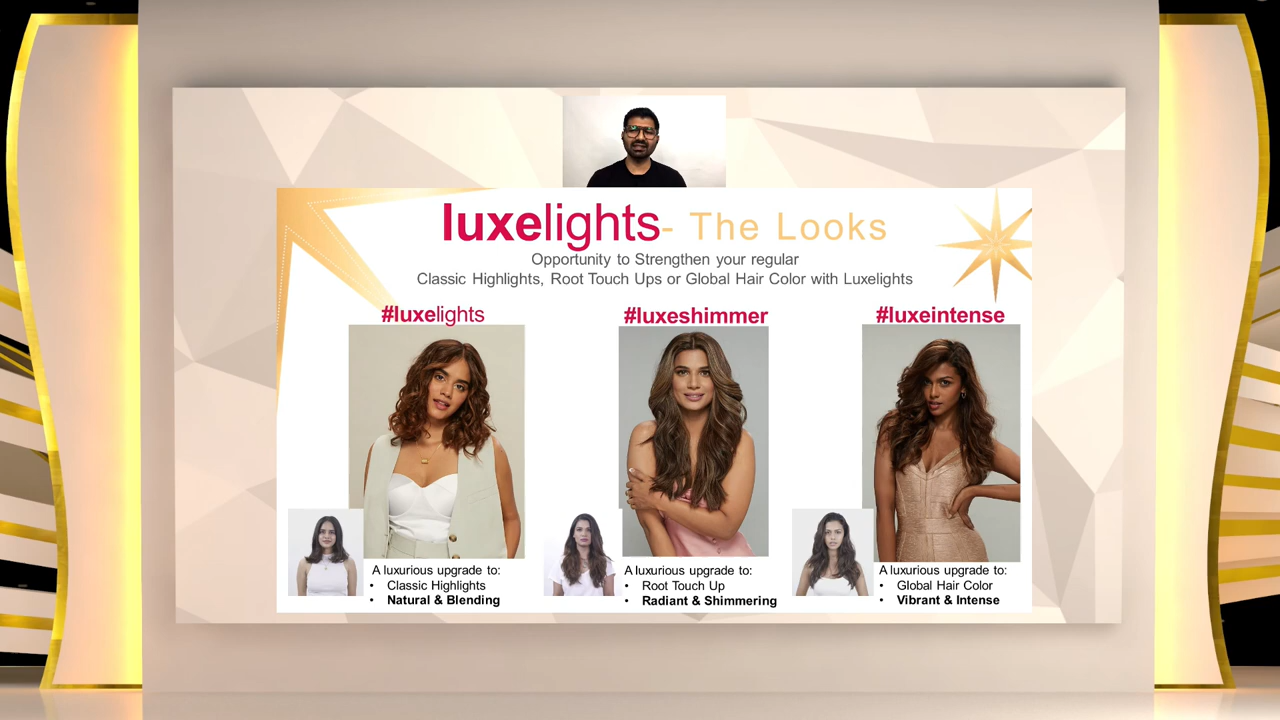 luxelights- The Looks
Opportunity to Strengthen your regular
Classic Highlights, Root Touch Ups or Global Hair Color with Luxelights
#luxelights
#luxeshimmer
#luxeintense
A luxurious upgrade to:
• Classic Highlights
• Natural & Blending
A luxurious upgrade to:
• Root Touch Up
• Radiant & Shimmering
A luxurious upgrade to:
• Global Hair Color
• Vibrant & Intense